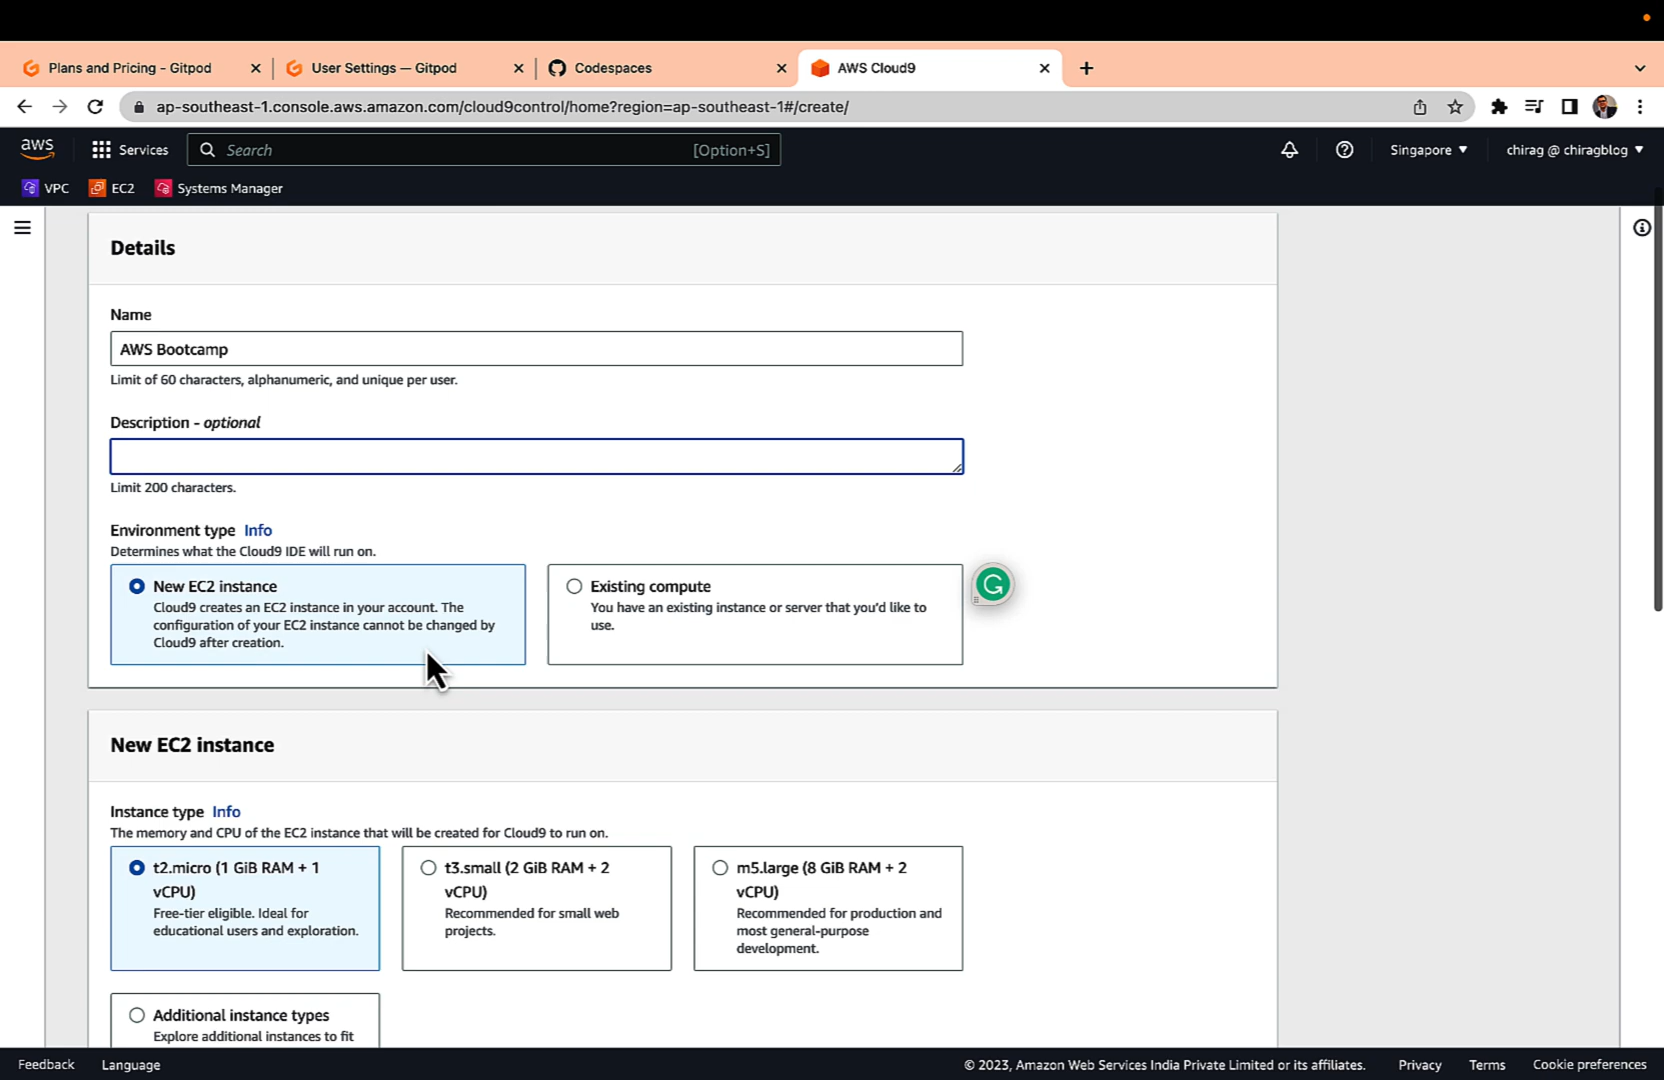 Plans and Pricing - Gitpod
User Settings — Gitpod
Codespaces
AWS Cloud9
ap-southeast-1.console.aws.amazon.com/cloud9control/home?region=ap-southeast-1#/create/
aws
Services
Search
[Option+S]
Singapore
chirag @ chiragblog
VPC
EC2
Systems Manager
Details
Name
AWS Bootcamp
Limit of 60 characters, alphanumeric, and unique per user.
Description - optional
Limit 200 characters.
Environment type Info
Determines what the Cloud9 IDE will run on.
New EC2 instance
Cloud9 creates an EC2 instance in your account. The
configuration of your EC2 instance cannot be changed by
Cloud9 after creation.
Existing compute
You have an existing instance or server that you'd like to
use.
G
New EC2 instance
Instance type Info
The memory and CPU of the EC2 instance that will be created for Cloud9 to run on.
t2.micro (1 GiB RAM + 1
vCPU)
Free-tier eligible. Ideal for
educational users and exploration.
t3.small (2 GiB RAM + 2
vCPU)
Recommended for small web
projects.
m5.large (8 GiB RAM + 2
vCPU)
Recommended for production and
most general-purpose
development.
Additional instance types
Explore additional instances to fit
Feedback
Language
© 2023, Amazon Web Services India Private Limited or its affiliates.
Privacy
Terms
Cookie preferences